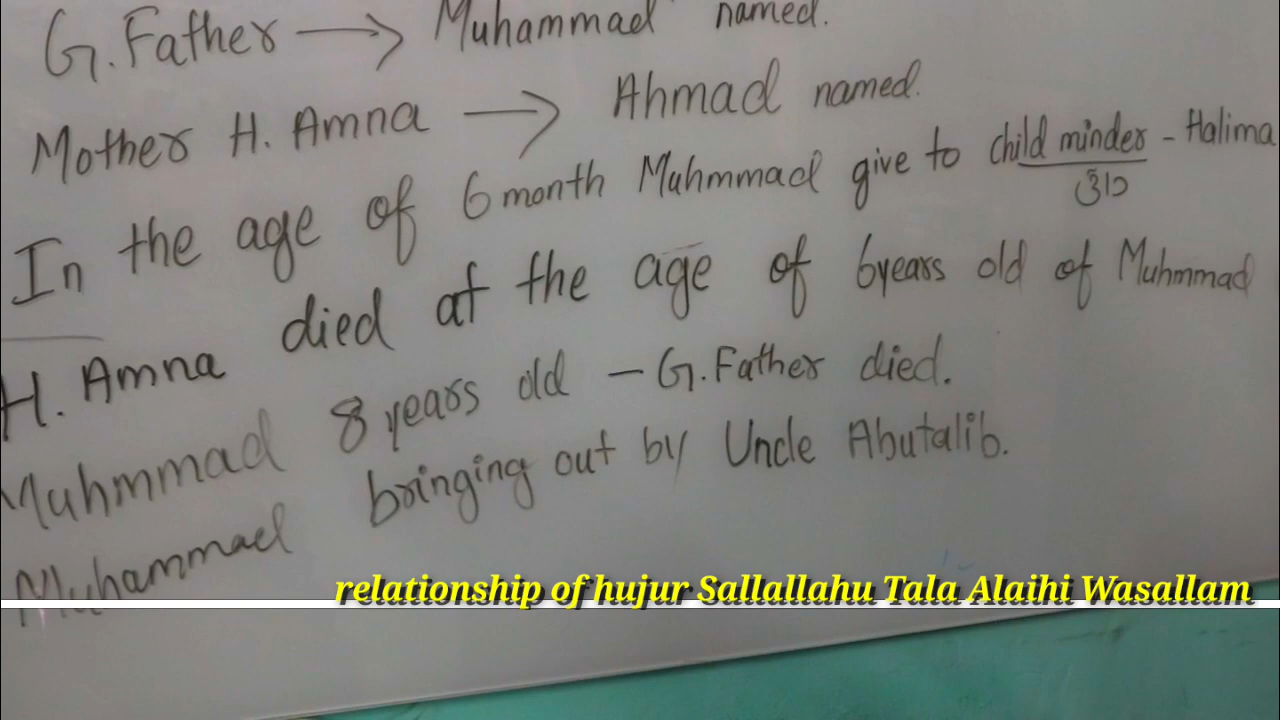 G. Father → Muhammad named.
Mother H. Amna → Ahmad named.
In the age of 6 month Muhmmad give to child minder - Halima
H. Amna died at the age of 6years old of Muhmmad
Muhmmad 8 years old - G. Father died.
Muhammad bringing out by Uncle Abutalib.
relationship of hujur Sallallahu Tala Alaihi Wasallam